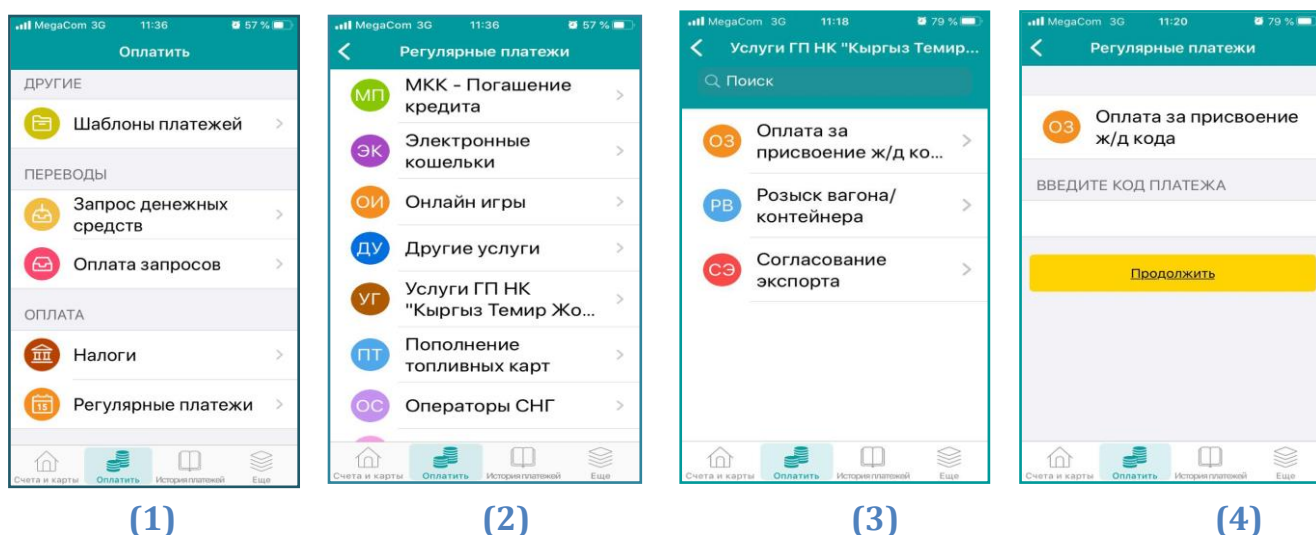 MegaCom 3G 11:36 57 %
Оплатить
ДРУГИЕ
Шаблоны платежей
ПЕРЕВОДЫ
Запрос денежных
средств
Оплата запросов
ОПЛАТА
Налоги
15
Регулярные платежи
Счета и карты Оплатить История платежей Еще
(1)
MegaCom 3G 11:36 57 %
Регулярные платежи
МП
МКК - Погашение
кредита
ЭК
Электронные
кошельки
ОИ
Онлайн игры
ДУ
Другие услуги
УГ
Услуги ГП НК
"Кыргыз Темир Жо...
ПТ
Пополнение
топливных карт
ОС
Операторы СНГ
Счета и карты Оплатить История платежей Еще
(2)
MegaCom 3G 11:18 79 %
Услуги ГП НК "Кыргыз Темир...
Поиск
ОЗ
Оплата за
присвоение ж/д ко...
РВ
Розыск вагона/
контейнера
СЭ
Согласование
экспорта
Счета и карты Оплатить История платежей Еще
(3)
MegaCom 3G 11:20 79 %
Регулярные платежи
ОЗ
Оплата за присвоение
ж/д кода
ВВЕДИТЕ КОД ПЛАТЕЖА
Продолжить
Счета и карты Оплатить История платежей Еще
(4)